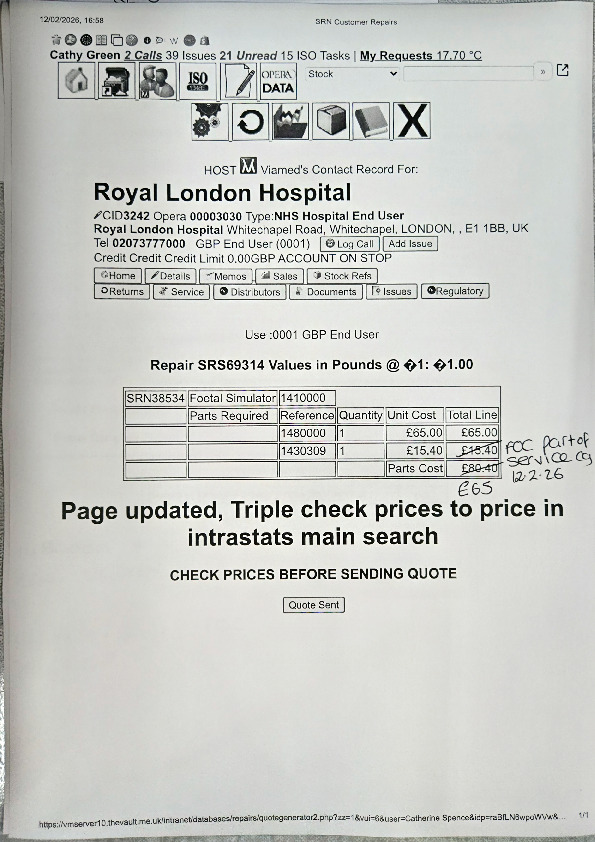 12/02/2026, 16:58
SRN Customer Repairs
Cathy Green 2 Calls 39 Issues 21 Unread 15 ISO Tasks | My Requests 17.70 °C
ISO
OPERA
DATA
Stock
»
X
HOST M Viamed's Contact Record For:
Royal London Hospital
CID3242 Opera 00003030 Type:NHS Hospital End User
Royal London Hospital Whitechapel Road, Whitechapel, LONDON, , E1 1BB, UK
Tel 02073777000 GBP End User (0001) Log Call Add Issue
Credit Credit Credit Limit 0.00GBP ACCOUNT ON STOP
Home Details Memos Sales Stock Refs
Returns Service Distributors Documents Issues Regulatory
Use :0001 GBP End User
Repair SRS69314 Values in Pounds @ �1: �1.00
SRN38534 Foetal Simulator 1410000
Parts Required Reference Quantity Unit Cost Total Line
1480000 1 £65.00 £65.00
1430309 1 £15.40 £15.40
Parts Cost £80.40
FOC part of
service cg
12.2.26
£65
Page updated, Triple check prices to price in
intrastats main search
CHECK PRICES BEFORE SENDING QUOTE
Quote Sent
https://vmserver10.thevault.me.uk/intranet/databases/repairs/quotegenerator2.php?zz=1&vui=6&user=Catherine Spence&idp=raBfLN6wpoWVw&...
1/1